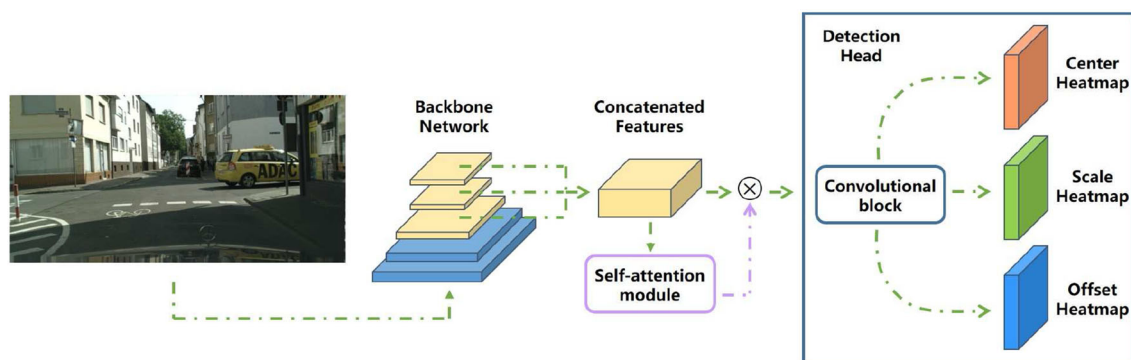 Backbone
Network
Concatenated
Features
Self-attention
module
Detection
Head
Convolutional
block
Center
Heatmap
Scale
Heatmap
Offset
Heatmap
ADAC